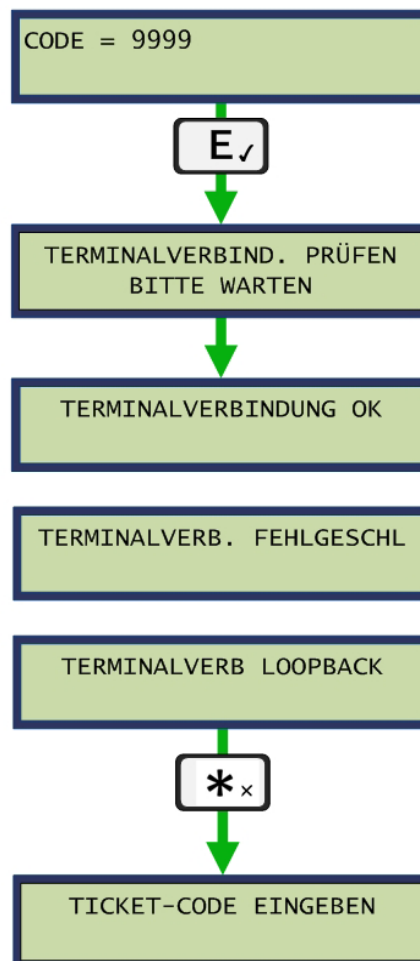 CODE = 9999
E✓
TERMINALVERBIND. PRÜFEN
BITTE WARTEN
TERMINALVERBINDUNG OK
TERMINALVERB. FEHLGESCHL
TERMINALVERB LOOPBACK
*×
TICKET-CODE EINGEBEN